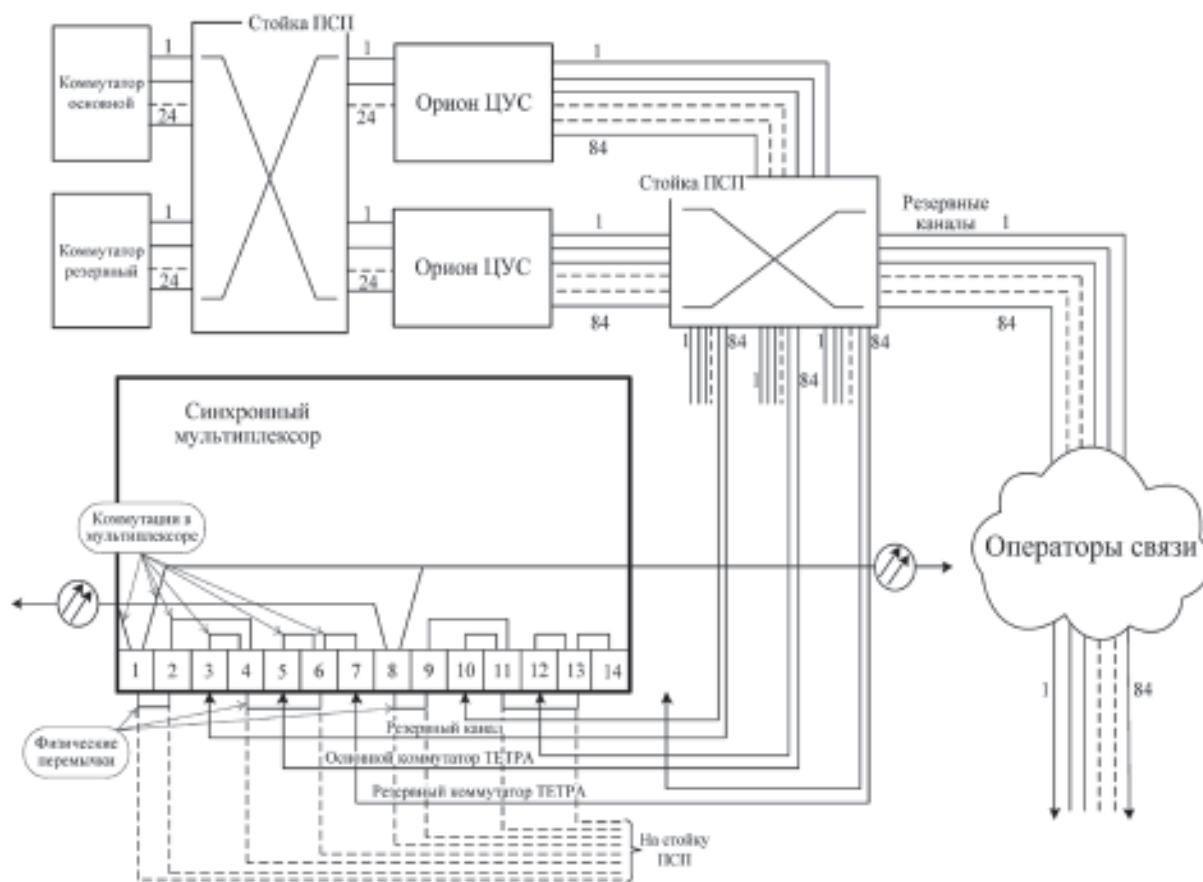 Стойка ПСП
1
1
1
Коммутатор
основной
Орион ЦУС
24
24
84
Стойка ПСП
Резервные
каналы
1
1
1
1
Коммутатор
резервный
Орион ЦУС
24
24
84
84
1
84
1
84
1
84
Синхронный
мультиплексор
Коммутации в
мультиплексоре
Операторы связи
1 2 3 4 5 6 7 8 9 10 11 12 13 14
1
84
Резервный канал
Физические
перемычки
Основной коммутатор ТЕТРА
Резервный коммутатор ТЕТРА
На стойку
ПСП